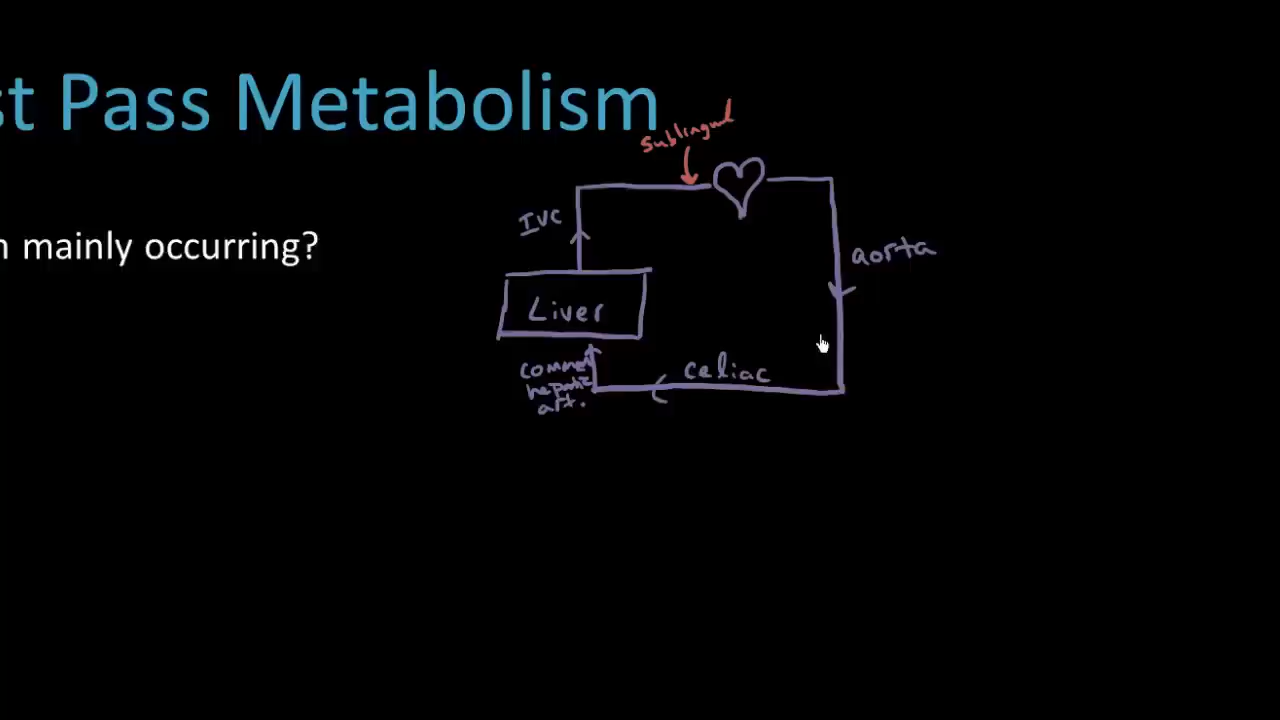 st Pass Metabolism
sublingual
IVC
n mainly occurring?
aorta
Liver
celiac
common
hepatic
art.